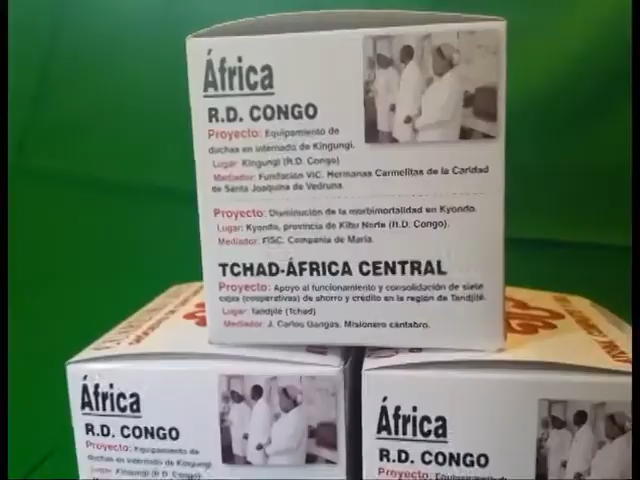 África
R.D. CONGO
Proyecto: Equipamiento de
duchas en internado de Kingungi.
Lugar: Kingungi (R.D. Congo)
Mediador: Fundación VIC. Hermanas Carmelitas de la Caridad
de Santa Joaquina de Vedruna.
Proyecto: Disminución de la morbimortalidad en Kyondo.
Lugar: Kyondo, provincia de Kibu Norte (R.D. Congo).
Mediador: FISC. Compañía de María.
TCHAD-ÁFRICA CENTRAL
Proyecto: Apoyo al funcionamiento y consolidación de siete
cajas (cooperativas) de ahorro y crédito en la región de Tandjilé.
Lugar: Tandjilé (Tchad)
Mediador: J. Carlos Gangas. Misionero cántabro.
África
R.D. CONGO
Proyecto: Equipamiento de
duchas en internado de Kingungi.
Lugar: Kingungi (R.D. Congo)
África
R.D. CONGO
Proyecto: